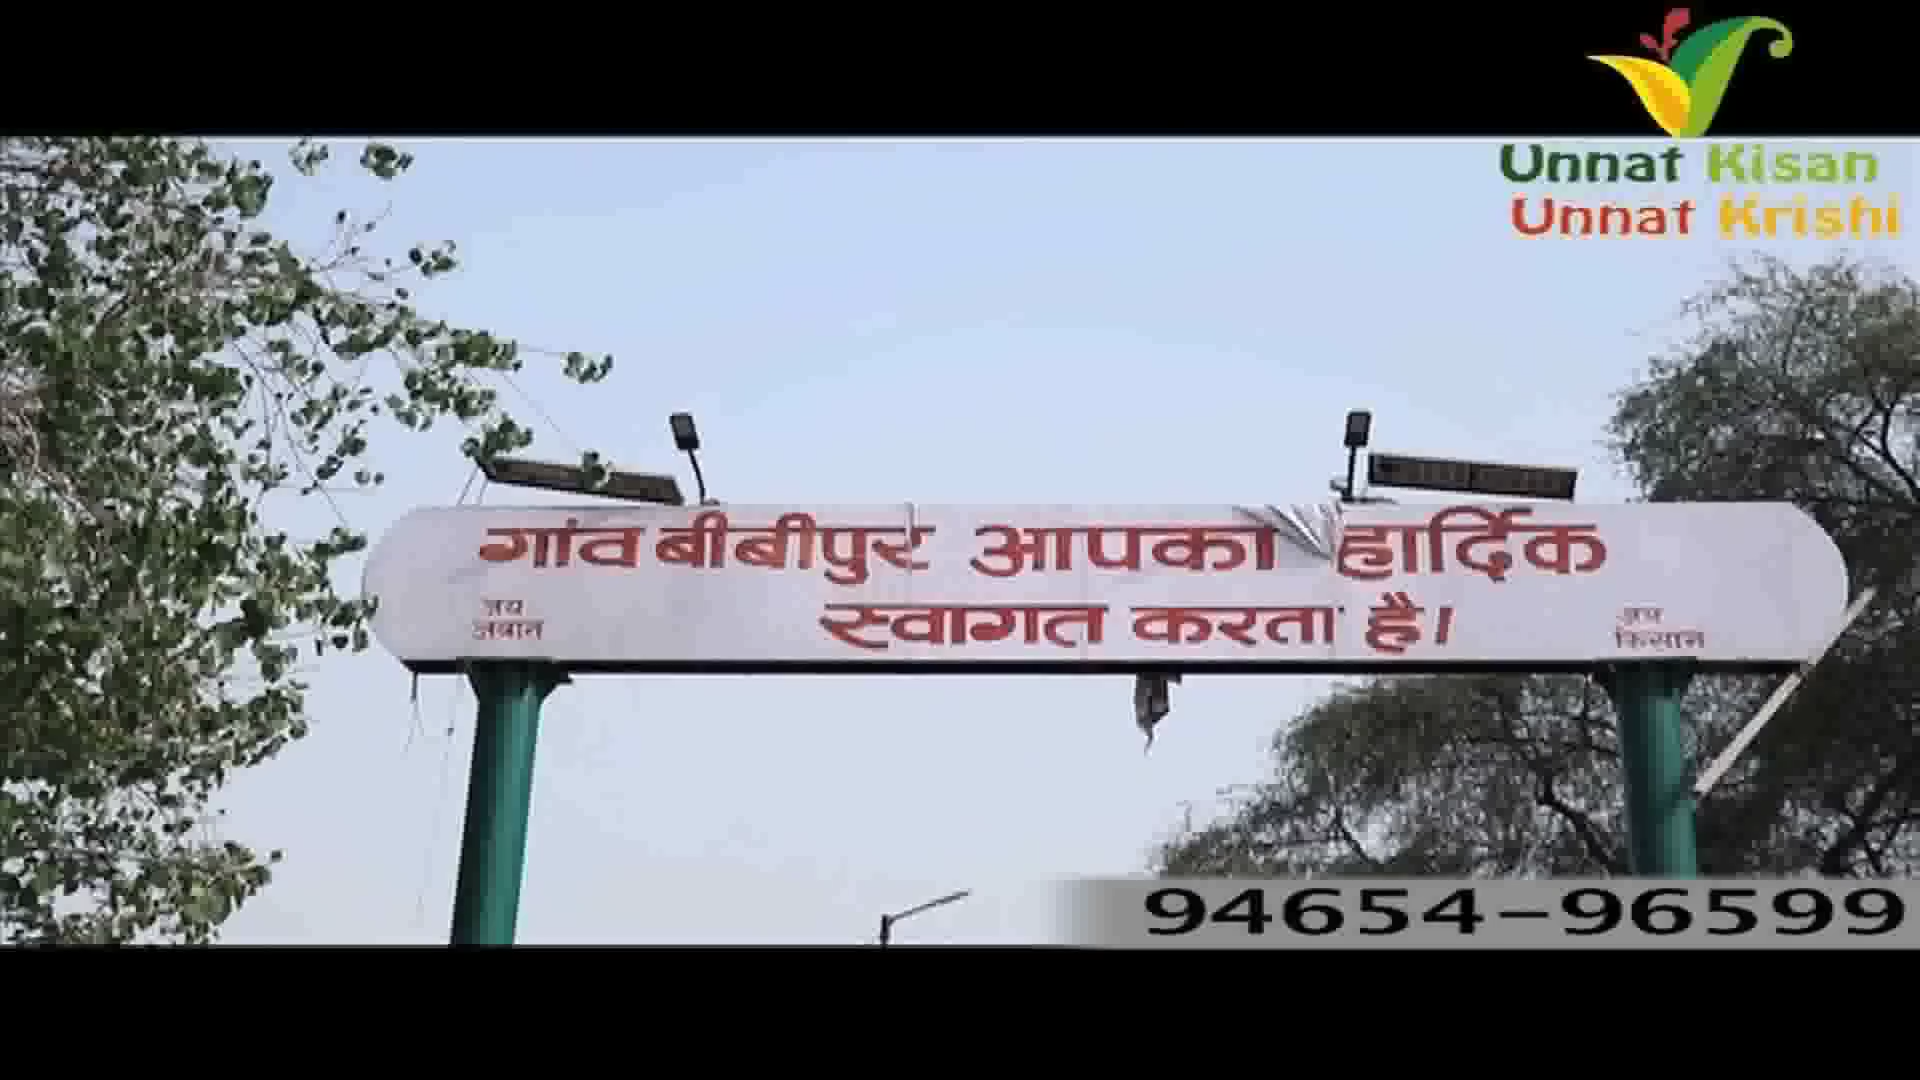 Unnat Kisan
Unnat Krishi
गांव बीबीपुर आपका हार्दिक
स्वागत करता है।
जय
जवान
जय
किसान
94654-96599